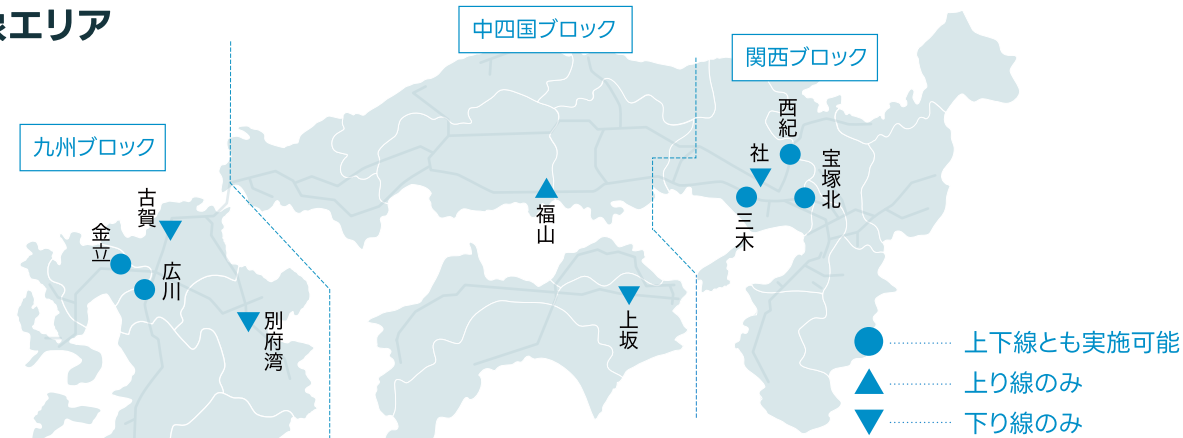 エリア
中四国ブロック
関西ブロック
九州ブロック
西紀
社
宝塚北
三木
福山
古賀
金立
広川
別府湾
上坂
上下線とも実施可能
上り線のみ
下り線のみ